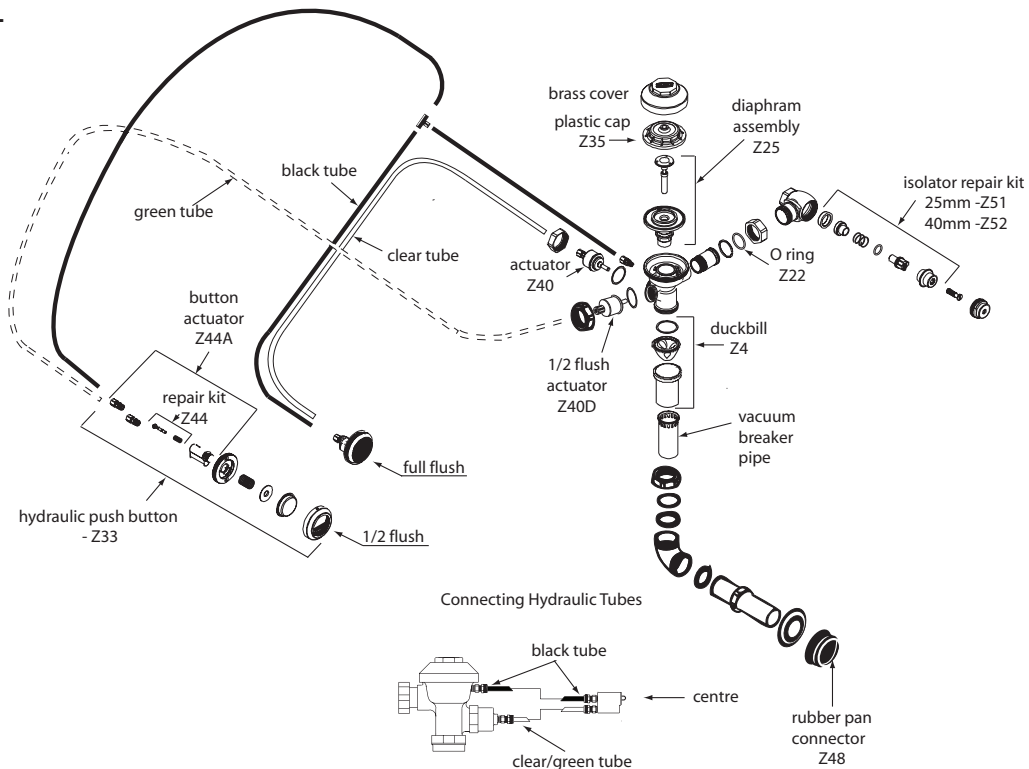 brass cover
plastic cap
Z35
diaphram
assembly
Z25
isolator repair kit
25mm -Z51
40mm -Z52
black tube
green tube
clear tube
actuator
Z40
O ring
Z22
button
actuator
Z44A
repair kit
Z44
1/2 flush
actuator
Z40D
duckbill
Z4
vacuum
breaker
pipe
full flush
hydraulic push button
- Z33
1/2 flush
Connecting Hydraulic Tubes
black tube
centre
clear/green tube
rubber pan
connector
Z48